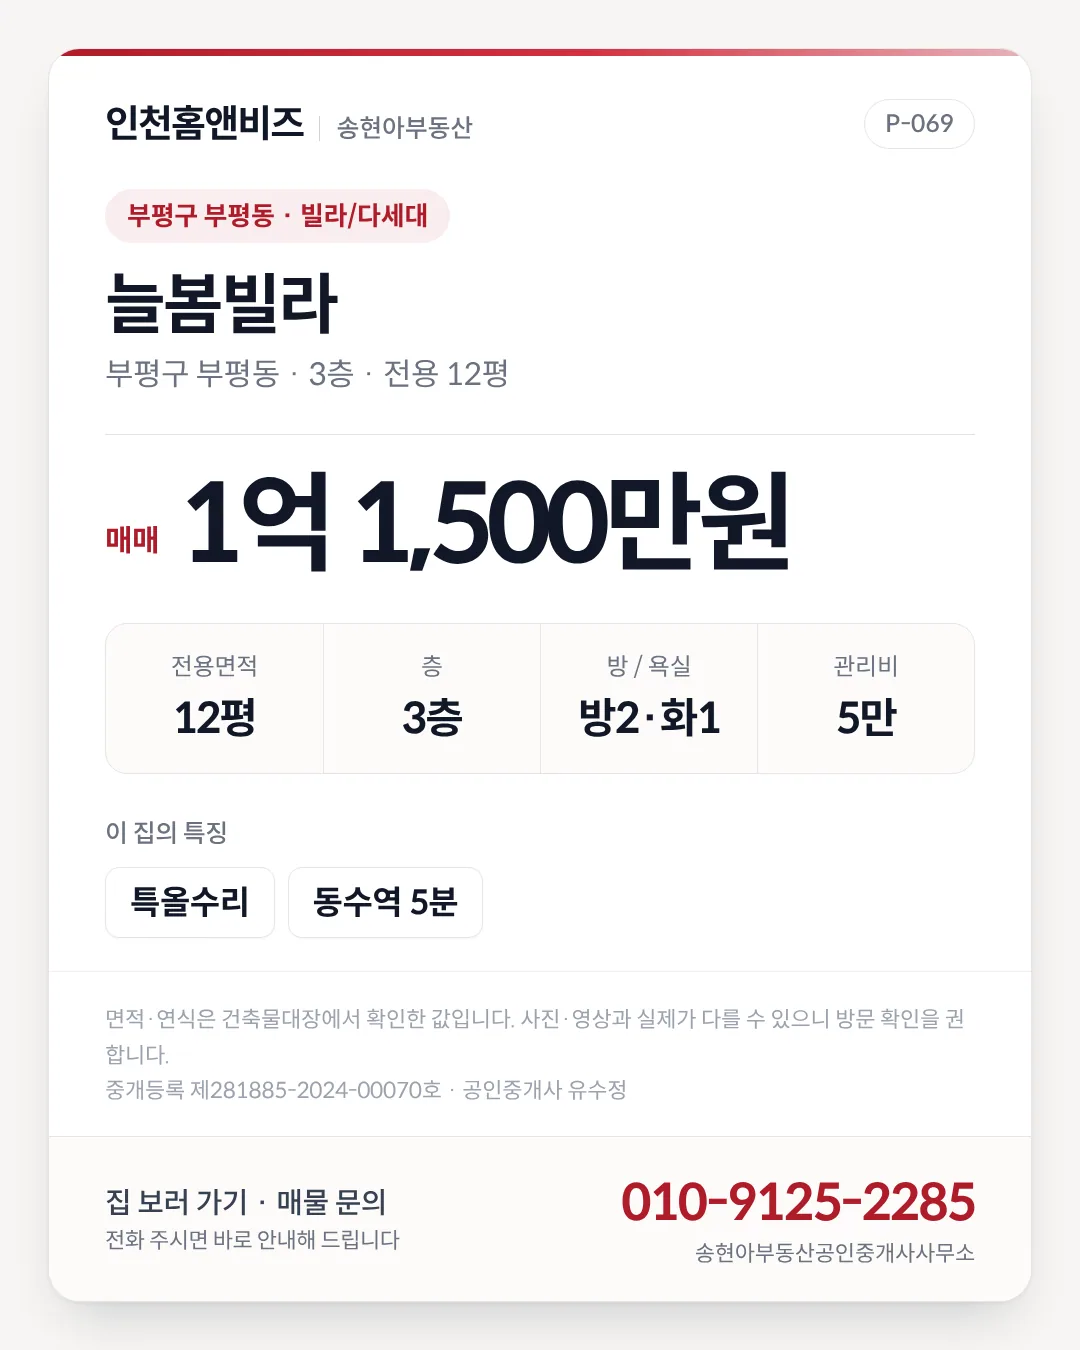 인천홈앤비즈 | 송현아부동산
P-069
부평구 부평동 · 빌라/다세대
늘봄빌라
부평구 부평동 · 3층 · 전용 12평
매매 1억 1,500만원
전용면적 층 방 / 욕실 관리비
12평 3층 방2·화1 5만
이 집의 특징
특올수리 동수역 5분
면적·연식은 건축물대장에서 확인한 값입니다. 사진·영상과 실제가 다를 수 있으니 방문 확인을 권
합니다.
중개등록 제281885-2024-00070호 · 공인중개사 유수정
집 보러 가기 · 매물 문의
전화 주시면 바로 안내해 드립니다
010-9125-2285
송현아부동산공인중개사사무소